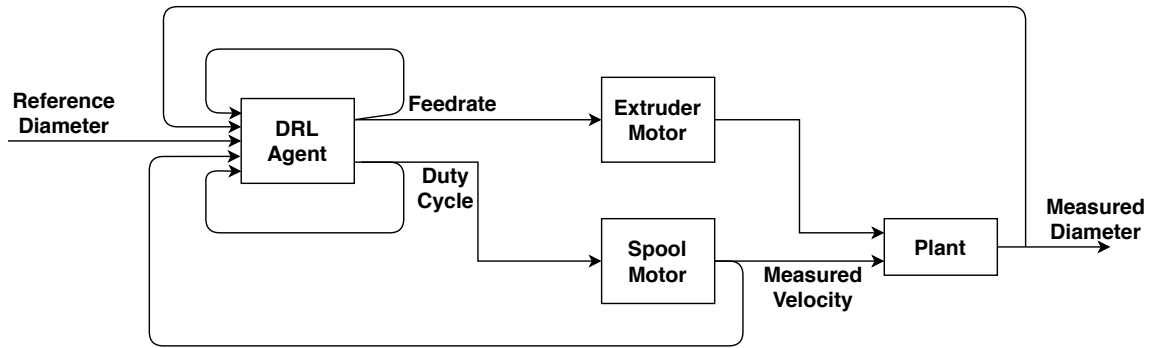 Reference
Diameter
DRL
Agent
Feedrate
Duty
Cycle
Extruder
Motor
Spool
Motor
Measured
Velocity
Plant
Measured
Diameter